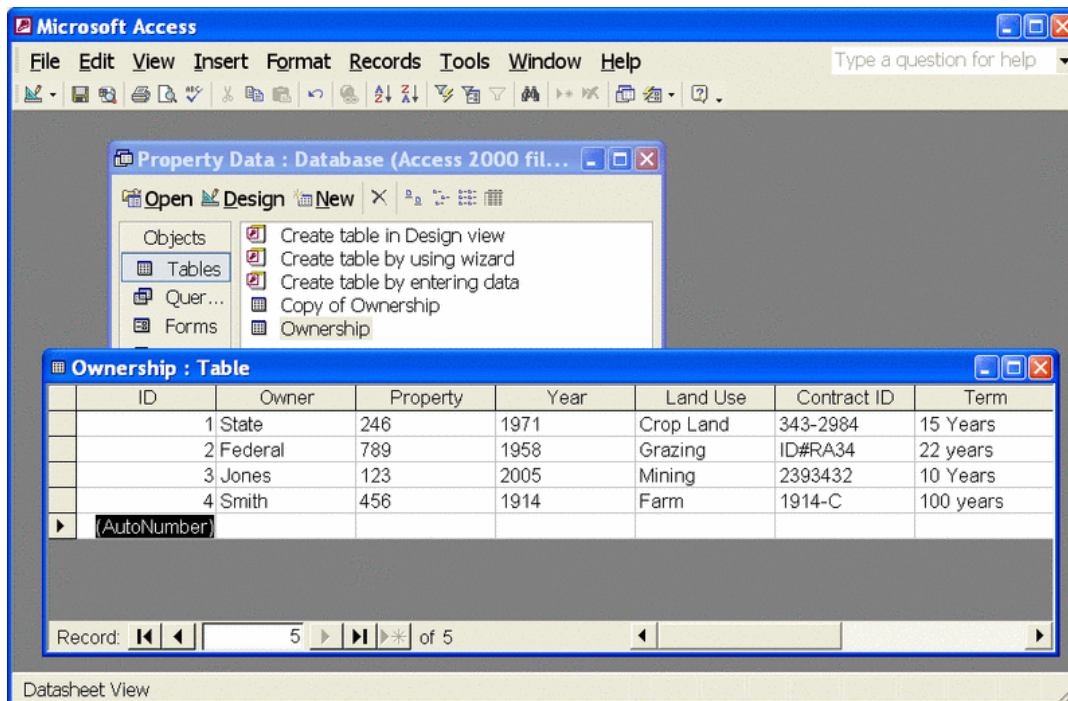 Microsoft Access
File Edit View Insert Format Records Tools Window Help Type a question for help
Property Data : Database (Access 2000 fil...
Open Design New
Objects
Tables
Quer...
Forms
Create table in Design view
Create table by using wizard
Create table by entering data
Copy of Ownership
Ownership
Ownership : Table
ID Owner Property Year Land Use Contract ID Term
1 State 246 1971 Crop Land 343-2984 15 Years
2 Federal 789 1958 Grazing ID#RA34 22 years
3 Jones 123 2005 Mining 2393432 10 Years
4 Smith 456 1914 Farm 1914-C 100 years
(AutoNumber)
Record: 5 of 5
Datasheet View